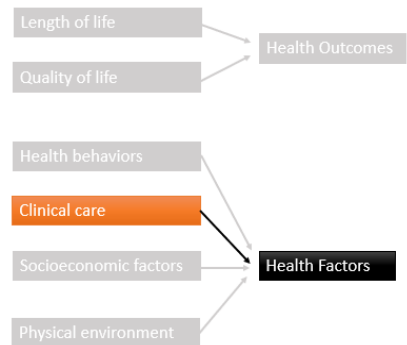 Length of life
Health Outcomes
Quality of life
Health behaviors
Clinical care
Socioeconomic factors
Health Factors
Physical environment